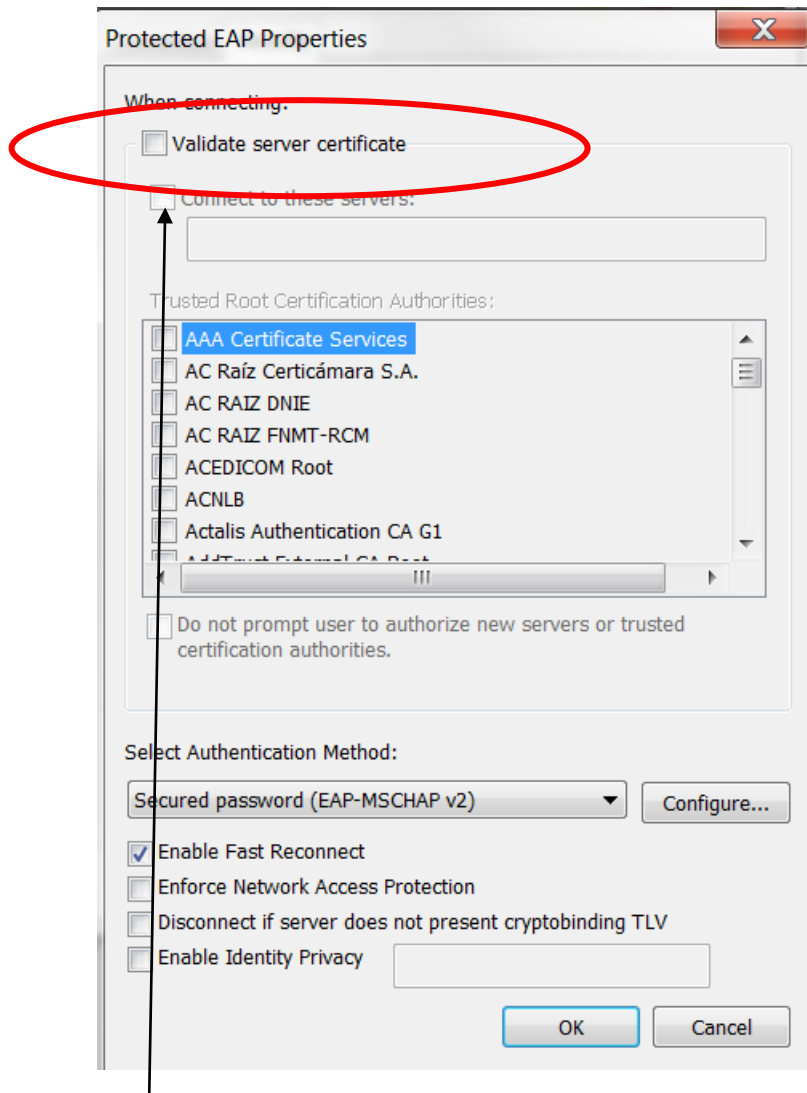 Protected EAP Properties
When connecting:
Validate server certificate
Connect to these servers:
Trusted Root Certification Authorities:
AAA Certificate Services
AC Raíz Certicámara S.A.
AC RAIZ DNIE
AC RAIZ FNMT-RCM
ACEDICOM Root
ACNLB
Actalis Authentication CA G1
AddTrust External CA Root
Do not prompt user to authorize new servers or trusted
certification authorities.
Select Authentication Method:
Secured password (EAP-MSCHAP v2)
Configure...
Enable Fast Reconnect
Enforce Network Access Protection
Disconnect if server does not present cryptobinding TLV
Enable Identity Privacy
OK Cancel